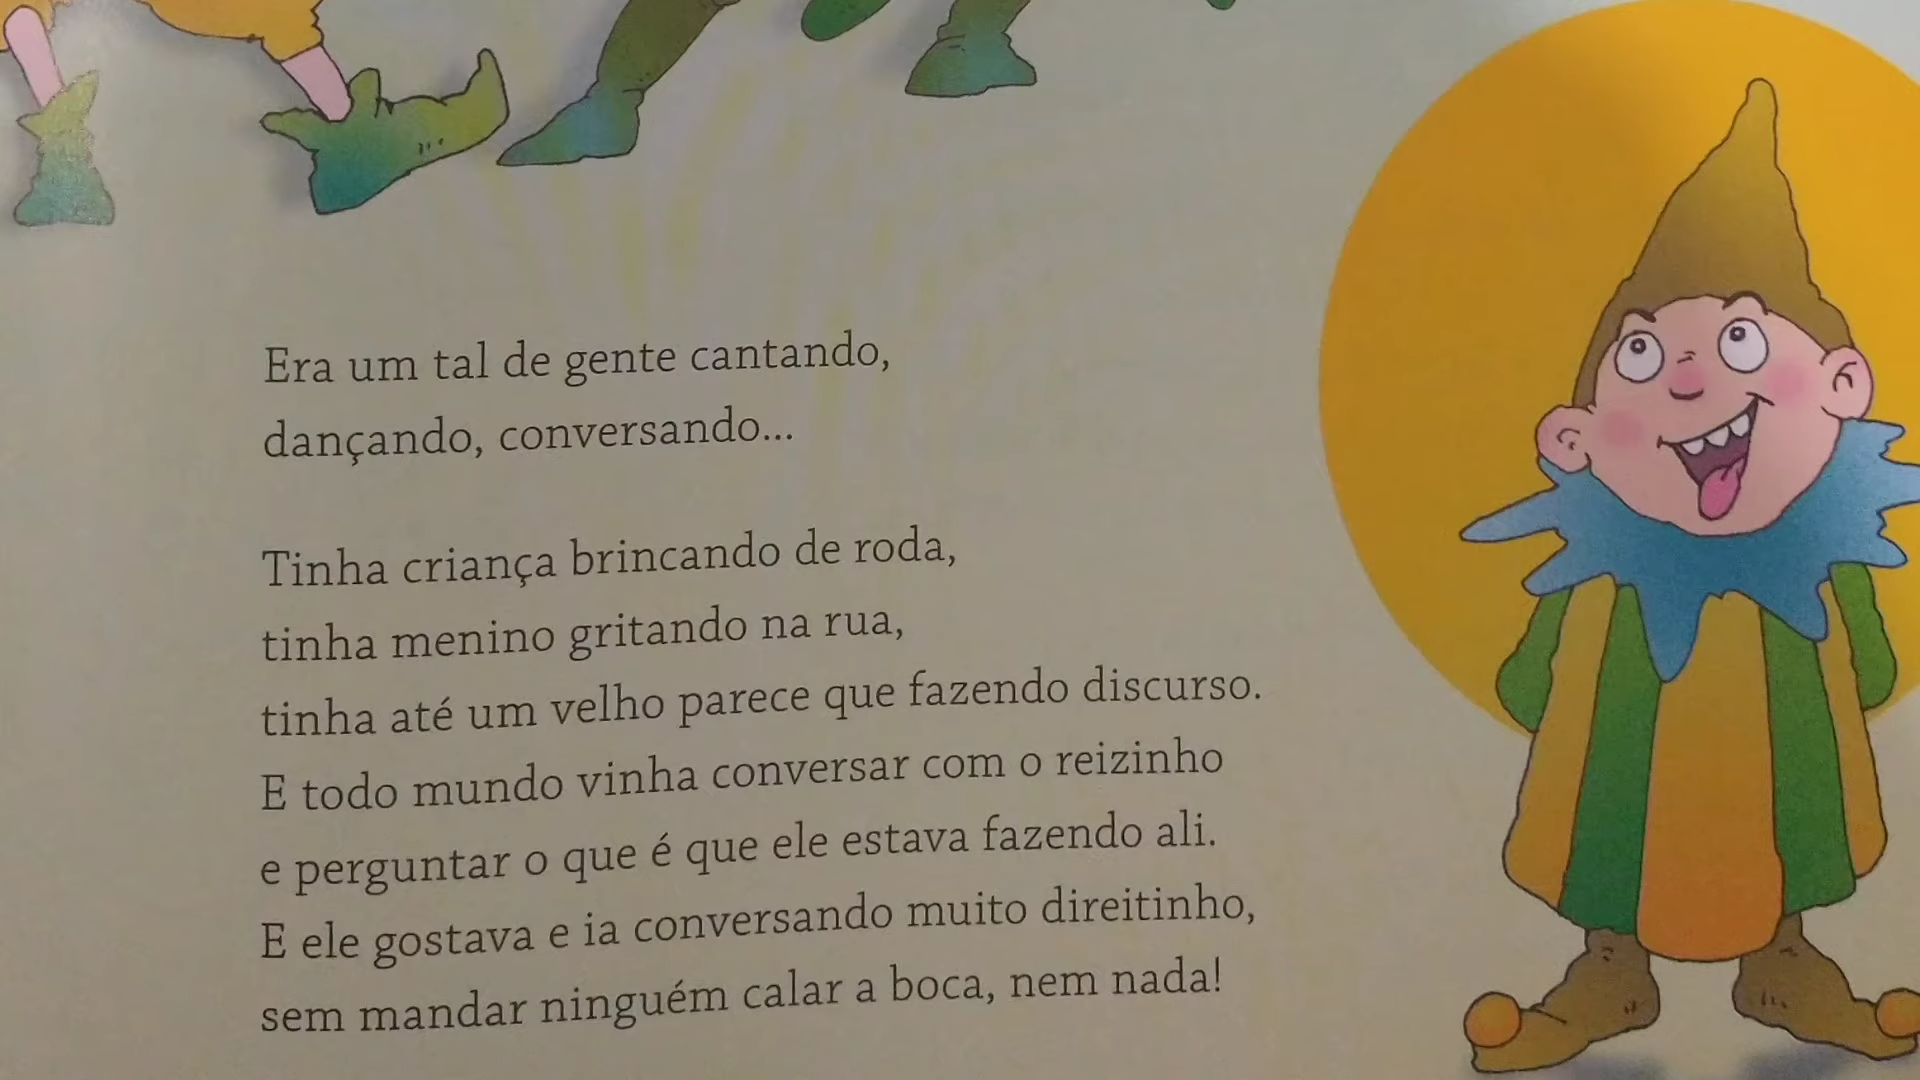 Era um tal de gente cantando,
dançando, conversando...
Tinha criança brincando de roda,
tinha menino gritando na rua,
tinha até um velho parece que fazendo discurso.
E todo mundo vinha conversar com o reizinho
e perguntar o que é que ele estava fazendo ali.
E ele gostava e ia conversando muito direitinho,
sem mandar ninguém calar a boca, nem nada!